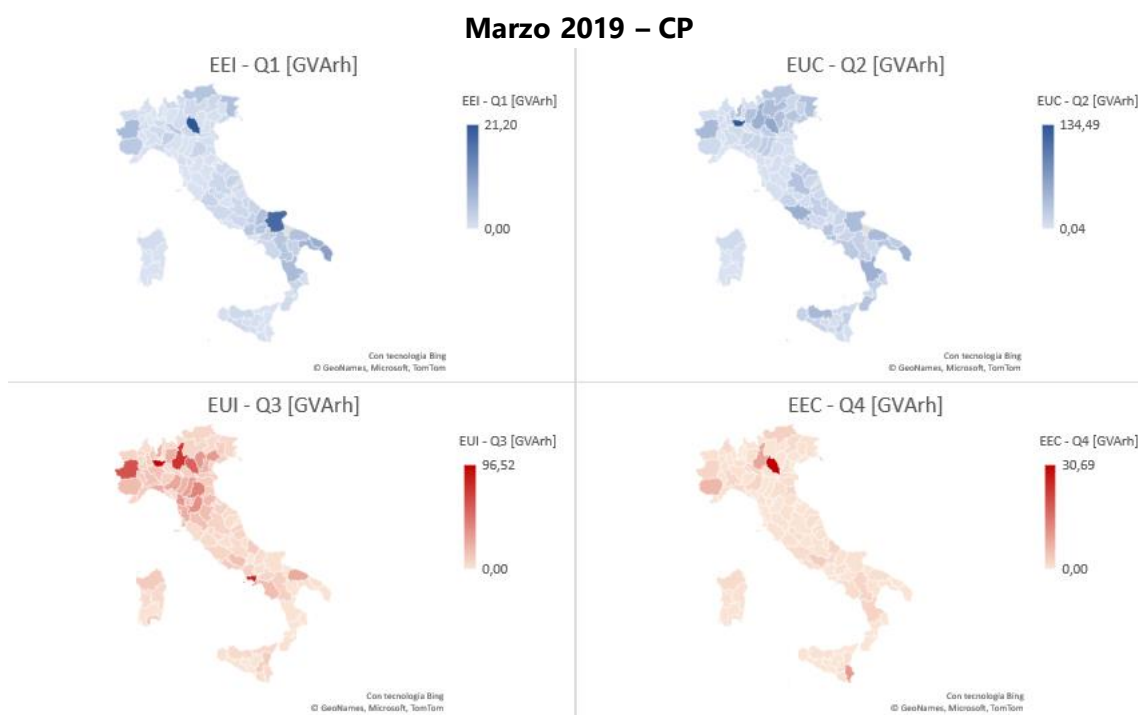 Marzo 2019 – CP
EEI - Q1 [GVArh]
EEI - Q1 [GVArh]
21,20
0,00
Con tecnologia Bing
© GeoNames, Microsoft, TomTom
EUC - Q2 [GVArh]
EUC - Q2 [GVArh]
134,49
0,04
Con tecnologia Bing
© GeoNames, Microsoft, TomTom
EUI - Q3 [GVArh]
EUI - Q3 [GVArh]
96,52
0,00
Con tecnologia Bing
© GeoNames, Microsoft, TomTom
EEC - Q4 [GVArh]
EEC - Q4 [GVArh]
30,69
0,00
Con tecnologia Bing
© GeoNames, Microsoft, TomTom